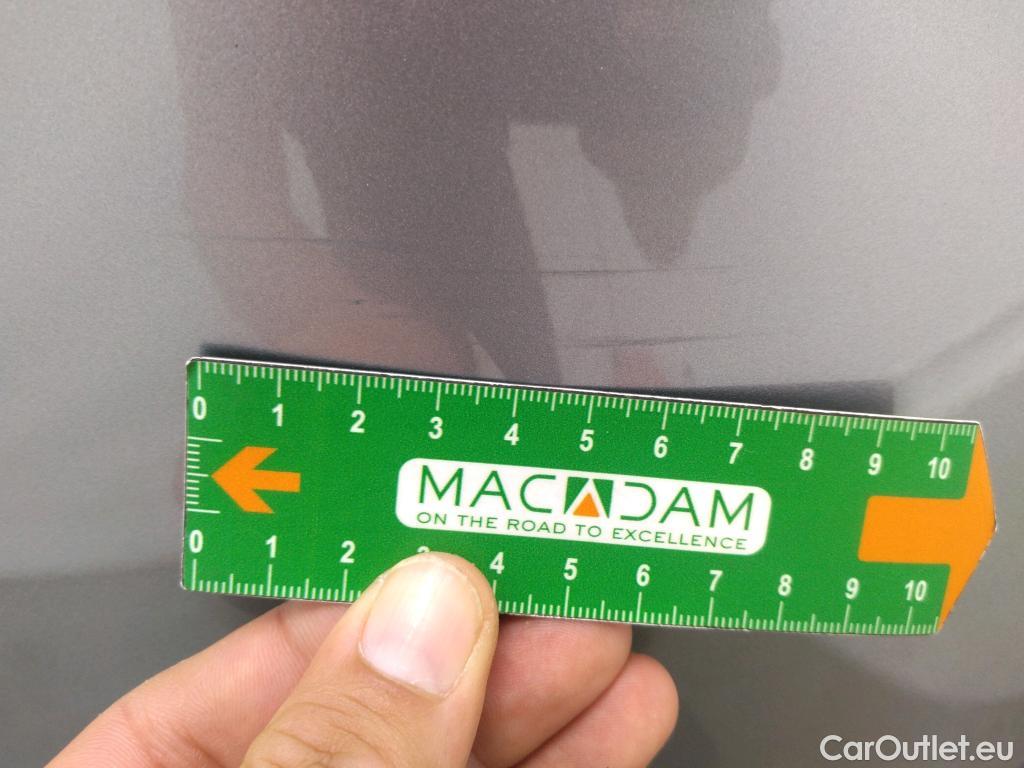 0 1 2 3 4 5 6 7 8 9 10
MACADAM
ON THE ROAD TO EXCELLENCE
0 1 2 3 4 5 6 7 8 9 10
CarOutlet.eu